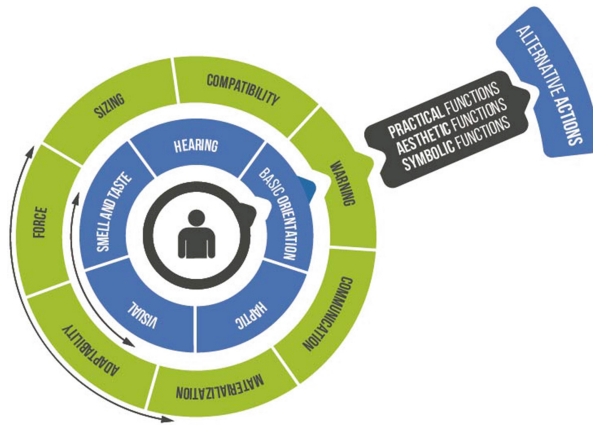 ALTERNATIVE ACTIONS
PRACTICAL FUNCTIONS
AESTHETIC FUNCTIONS
SYMBOLIC FUNCTIONS
COMPATIBILITY
SIZING
WARNING
FORCE
COMMUNICATION
ADAPTABILITY
MATERIALIZATION
HEARING
BASIC ORIENTATION
SMELL AND TASTE
VISUAL
HAPTIC